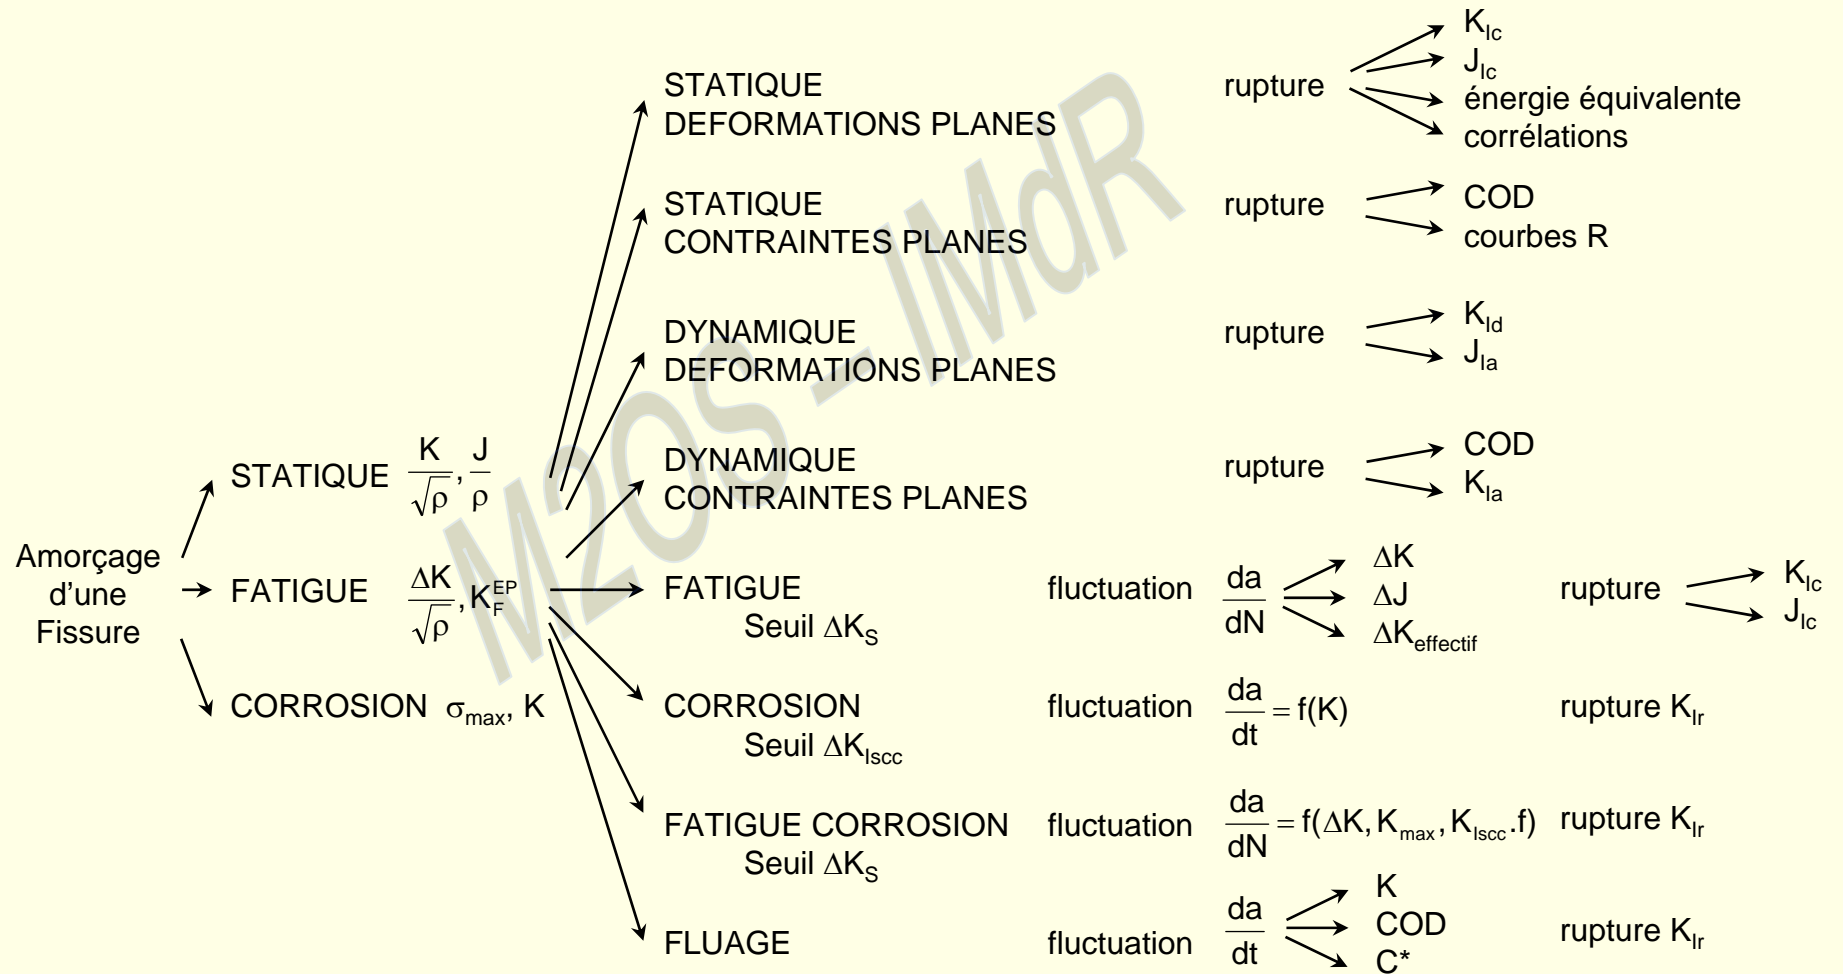 Amorçage
d’une
Fissure
STATIQUE K/√ρ, J/ρ
FATIGUE ΔK/√ρ, K_F^EP
CORROSION σ_max, K
STATIQUE
DEFORMATIONS PLANES
rupture
K_Ic
J_Ic
énergie équivalente
corrélations
STATIQUE
CONTRAINTES PLANES
rupture
COD
courbes R
DYNAMIQUE
DEFORMATIONS PLANES
rupture
K_Id
J_Ia
DYNAMIQUE
CONTRAINTES PLANES
rupture
COD
K_Ia
FATIGUE
Seuil ΔK_S
fluctuation da/dN
ΔK
ΔJ
ΔK_effectif
rupture
K_Ic
J_Ic
CORROSION
Seuil ΔK_Iscc
fluctuation da/dt = f(K)
rupture K_Ir
FATIGUE CORROSION
Seuil ΔK_S
fluctuation da/dN = f(ΔK, K_max, K_Iscc.f)
rupture K_Ir
FLUAGE
fluctuation da/dt
K
COD
C*
rupture K_Ir
M2OS – IMdR